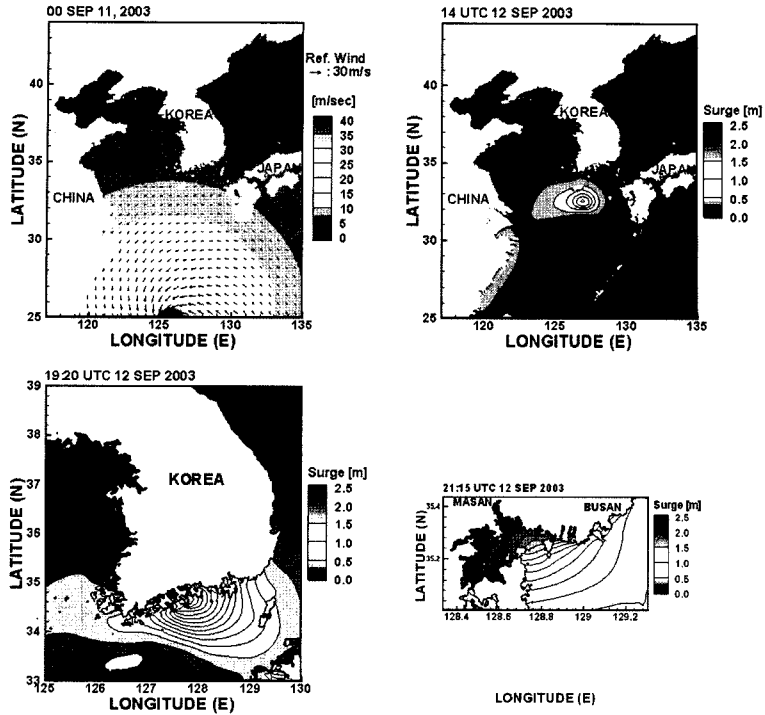 00 SEP 11, 2003
Ref. Wind
→ : 30m/s
[m/sec]
40
35
30
25
20
15
10
5
0
LATITUDE (N)
40
35
30
25
KOREA
JAPAN
CHINA
120
125
130
135
LONGITUDE (E)
14 UTC 12 SEP 2003
Surge [m]
2.5
2.0
1.5
1.0
0.5
0.0
LATITUDE (N)
40
35
30
25
KOREA
JAPAN
CHINA
120
125
130
135
LONGITUDE (E)
19:20 UTC 12 SEP 2003
Surge [m]
2.5
2.0
1.5
1.0
0.5
0.0
LATITUDE (N)
39
38
37
36
35
34
33
KOREA
125
126
127
128
129
130
LONGITUDE (E)
21:15 UTC 12 SEP 2003
MASAN
BUSAN
Surge [m]
2.5
2.0
1.5
1.0
0.5
0.0
LATITUDE (N)
35.4
35.2
128.4
128.6
128.8
129
129.2
LONGITUDE (E)